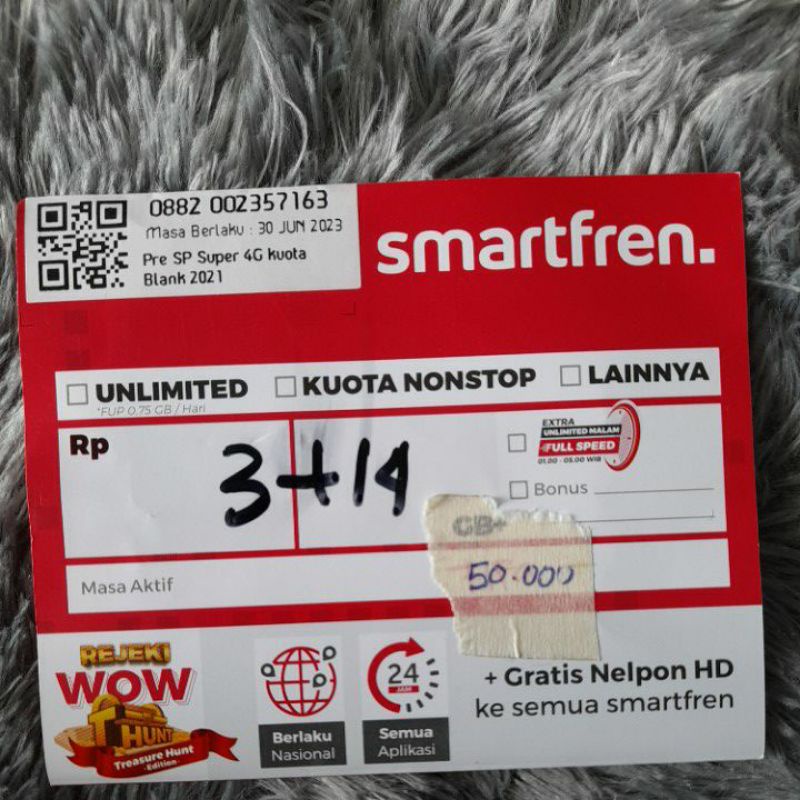 0882 002357163
Masa Berlaku : 30 JUN 2023
Pre SP Super 4G kuota
Blank 2021
smartfren.
UNLIMITED
*FUP 0.75 GB / Hari
KUOTA NONSTOP
LAINNYA
Rp
3+14
EXTRA
UNLIMITED MALAM
FULL SPEED
01.00 - 05.00 WIB
Bonus
GB+
50.000
Masa Aktif
REJEKI
WOW
THUNT
Treasure Hunt
-Edition-
Berlaku
Nasional
24
JAM
Semua
Aplikasi
+ Gratis Nelpon HD
ke semua smartfren